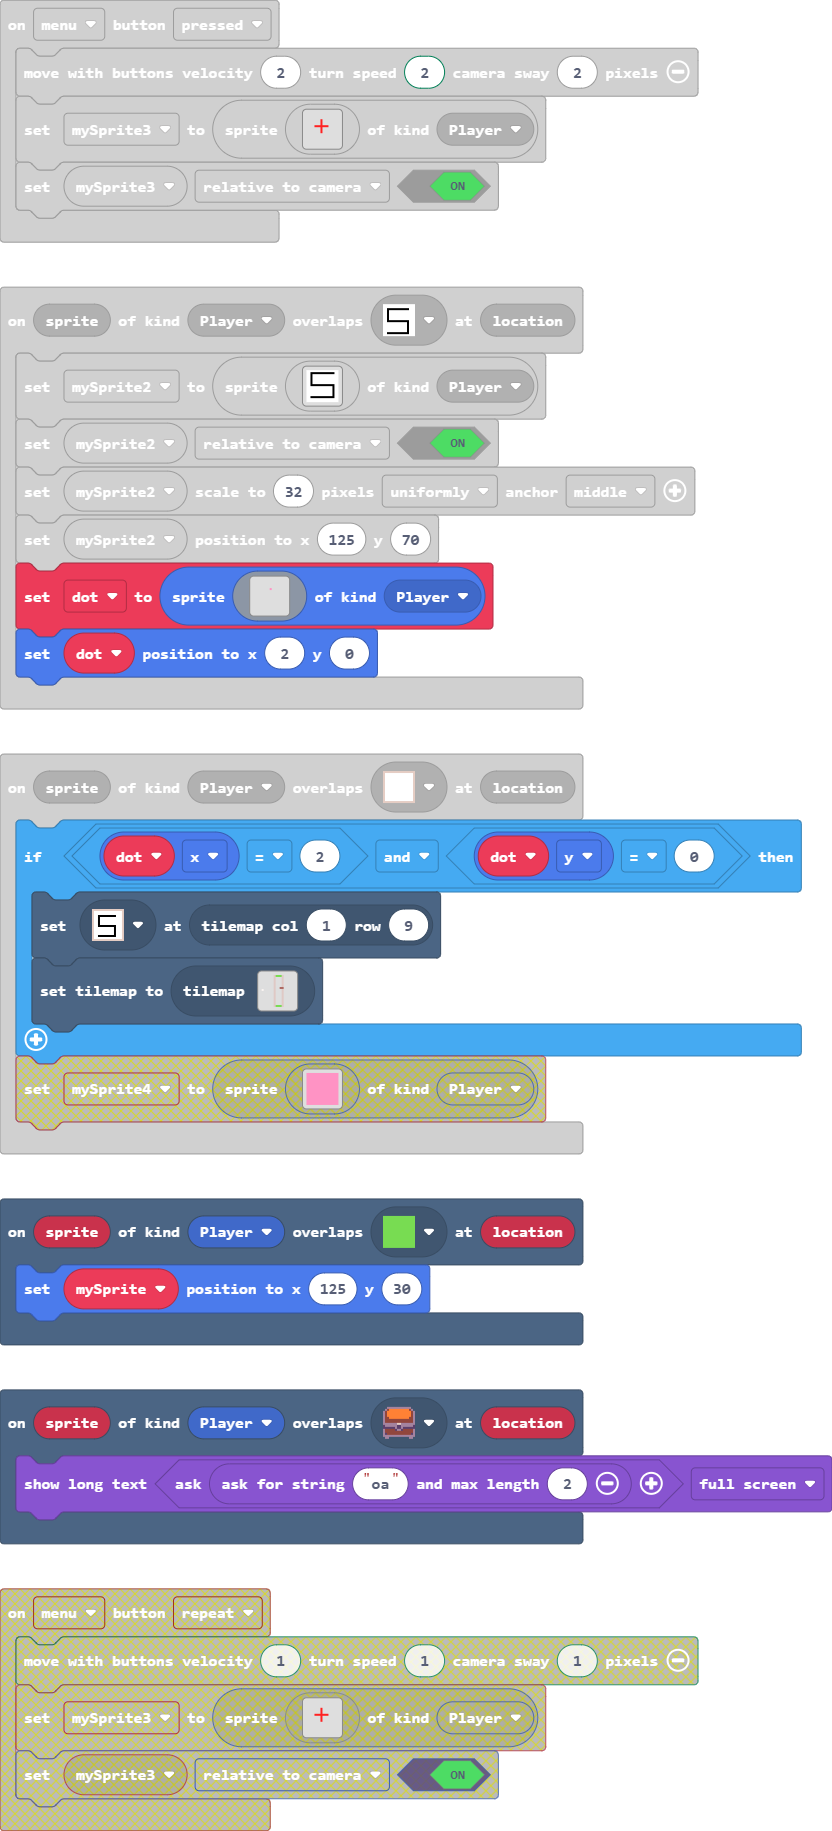 on menu button pressed
move with buttons velocity 2 turn speed 2 camera sway 2 pixels
set mySprite3 to sprite of kind Player
set mySprite3 relative to camera ON
on sprite of kind Player overlaps at location
set mySprite2 to sprite of kind Player
set mySprite2 relative to camera ON
set mySprite2 scale to 32 pixels uniformly anchor middle
set mySprite2 position to x 125 y 70
set dot to sprite of kind Player
set dot position to x 2 y 0
on sprite of kind Player overlaps at location
if dot x = 2 and dot y = 0 then
set at tilemap col 1 row 9
set tilemap to tilemap
set mySprite4 to sprite of kind Player
on sprite of kind Player overlaps at location
set mySprite position to x 125 y 30
on sprite of kind Player overlaps at location
show long text ask ask for string "oa" and max length 2 full screen
on menu button repeat
move with buttons velocity 1 turn speed 1 camera sway 1 pixels
set mySprite3 to sprite of kind Player
set mySprite3 relative to camera ON